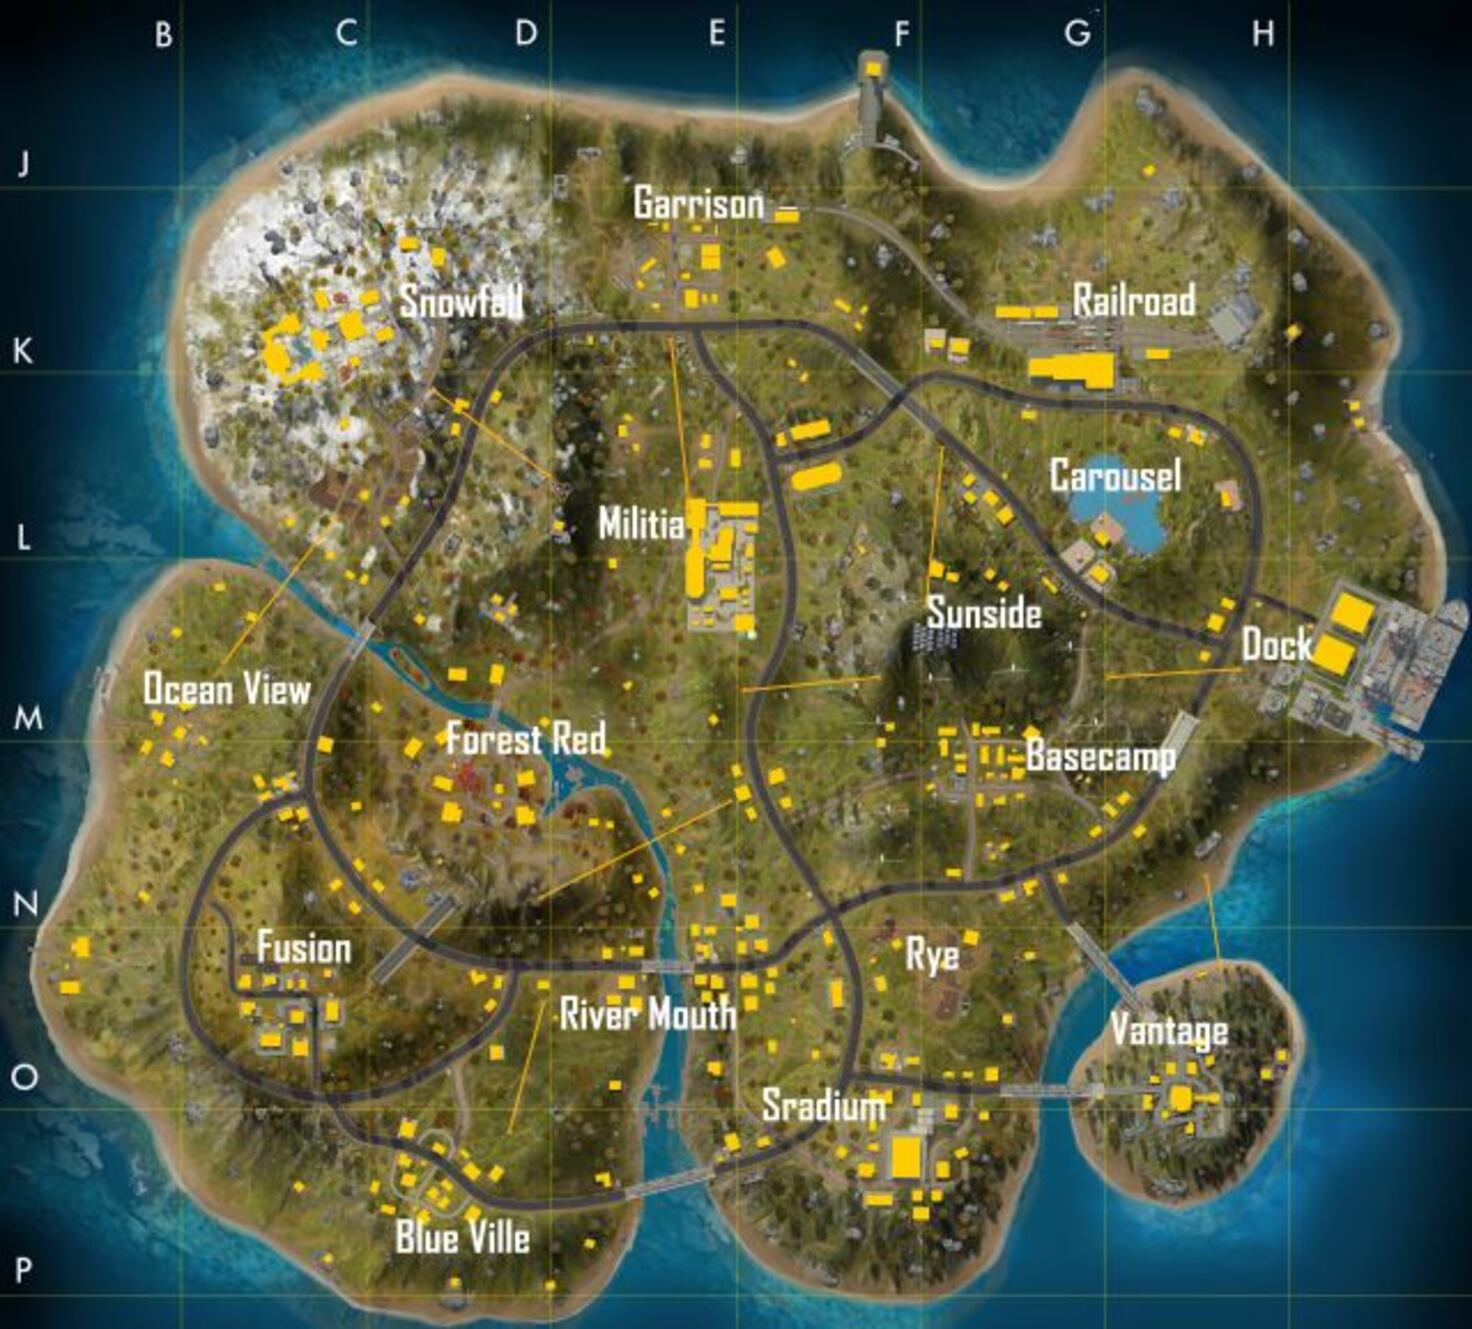 B C D E F G H
J
Garrison
Snowfall
Railroad
K
Carousel
Militia
L
Sunside
Dock
Ocean View
M
Forest Red
Basecamp
N
Fusion
Rye
River Mouth
Vantage
O
Sradium
Blue Ville
P